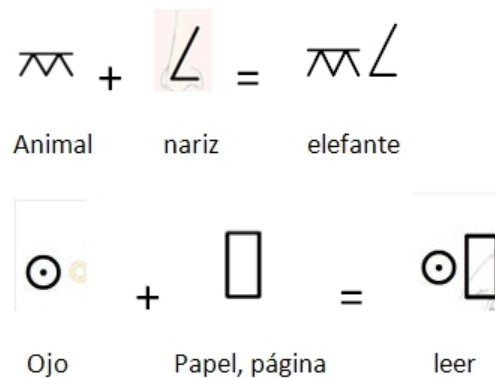 + =
Animal nariz elefante
+ =
Ojo Papel, página leer